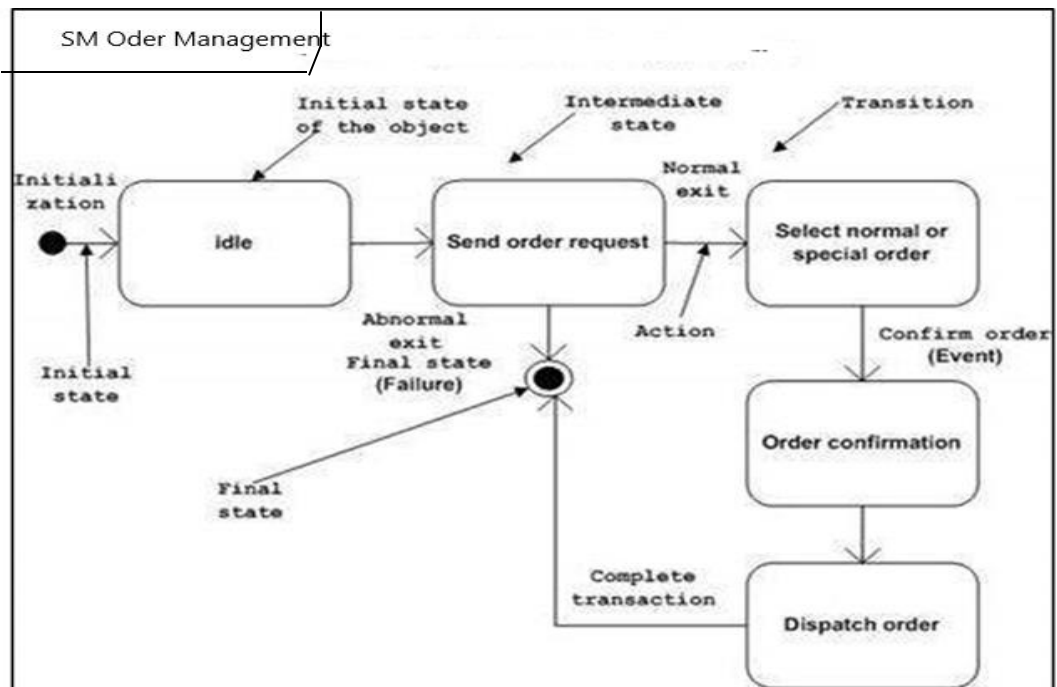 SM Oder Management
Initial state
of the object
Intermediate
state
Transition
Initiali
zation
Normal
exit
idle
Send order request
Select normal or
special order
Action
Abnormal
exit
Final state
(Failure)
Confirm order
(Event)
Initial
state
Order confirmation
Final
state
Complete
transaction
Dispatch order